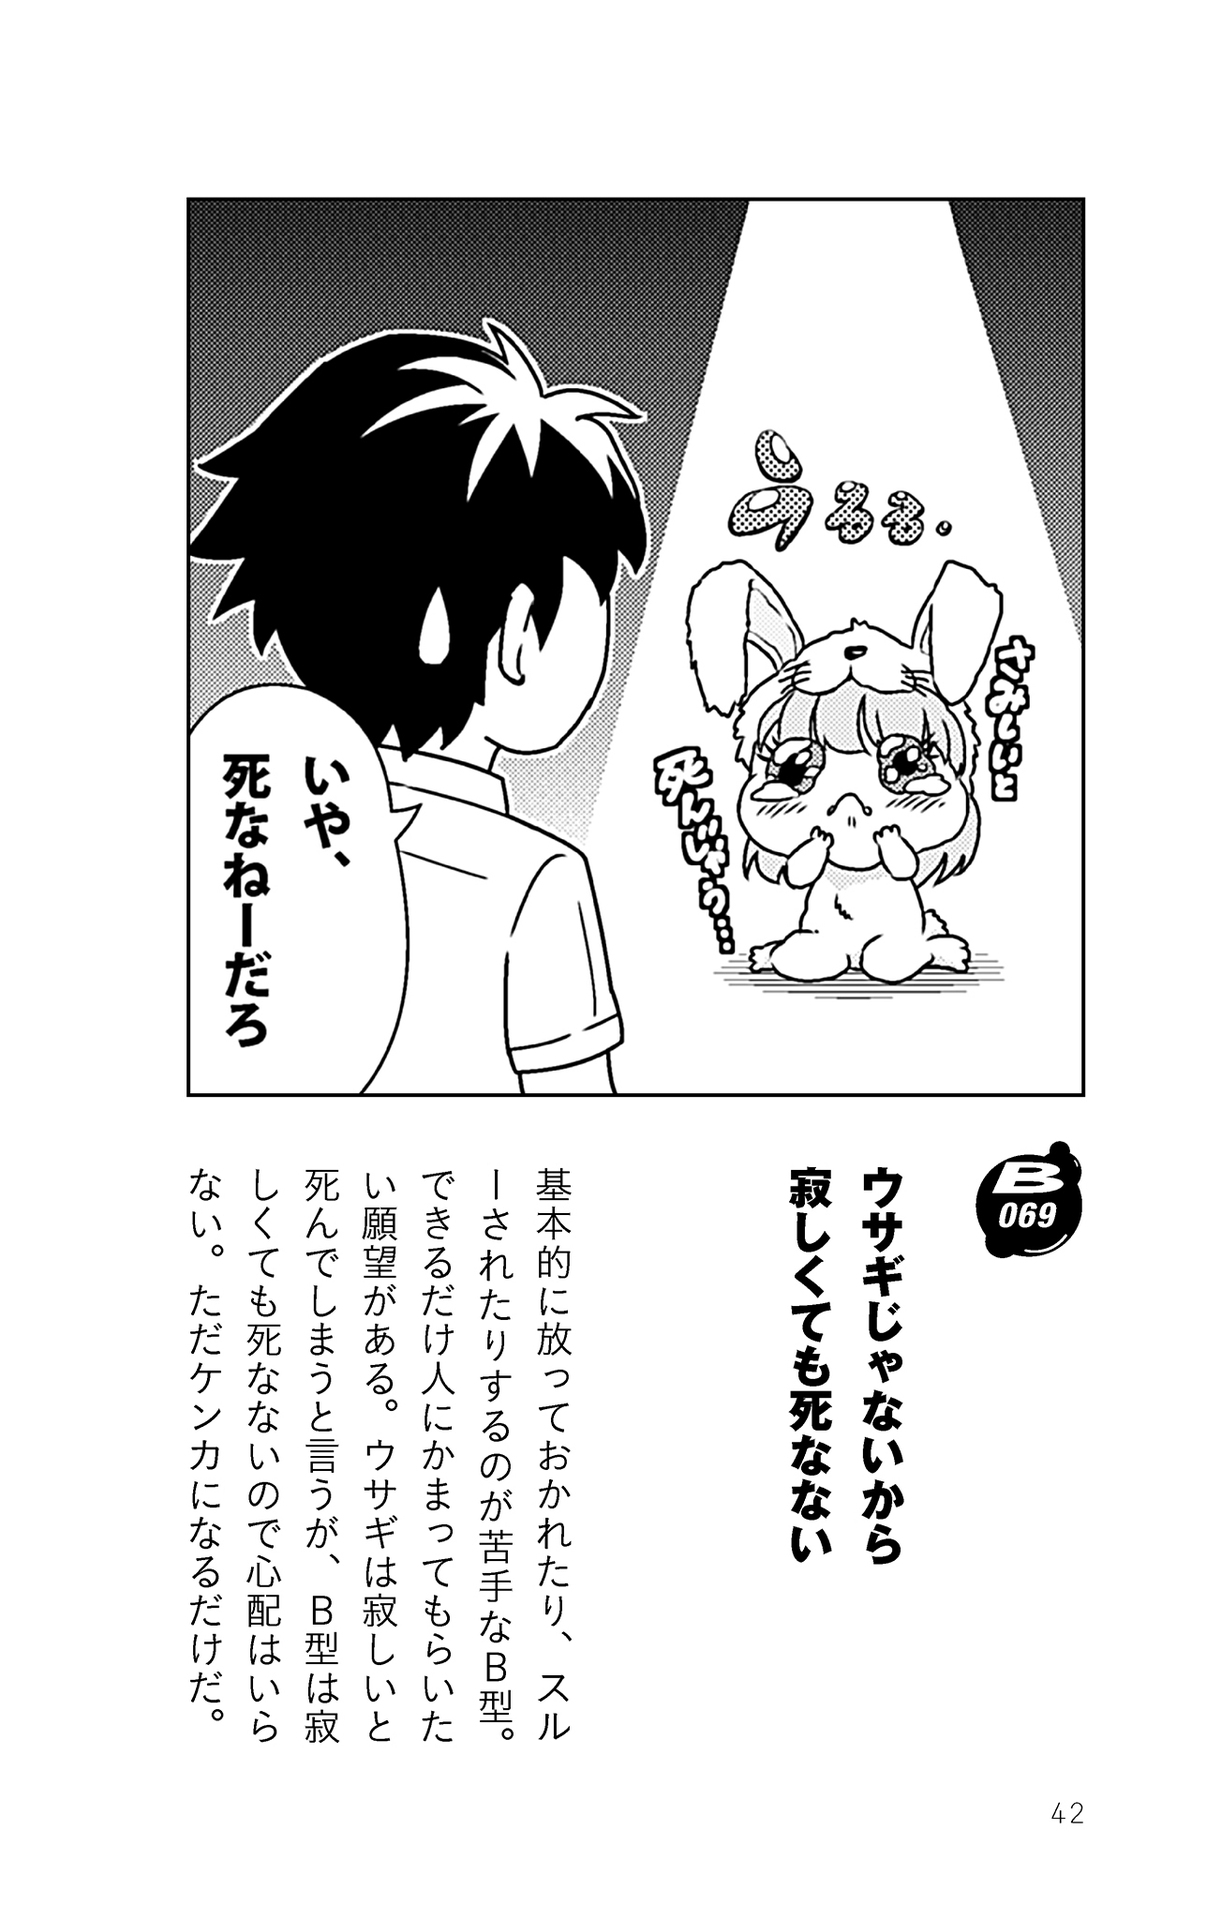 うるる.
さみしいと
死んじゃう…
いや、
死なねーだろ
B
069
ウサギじゃないから
寂しくても死なない
基本的に放っておかれたり、スル
ーされたりするのが苦手なB型。
できるだけ人にかまってもらいた
い願望がある。ウサギは寂しいと
死んでしまうと言うが、B型は寂
しくても死なないので心配はいら
ない。ただケンカになるだけだ。
42